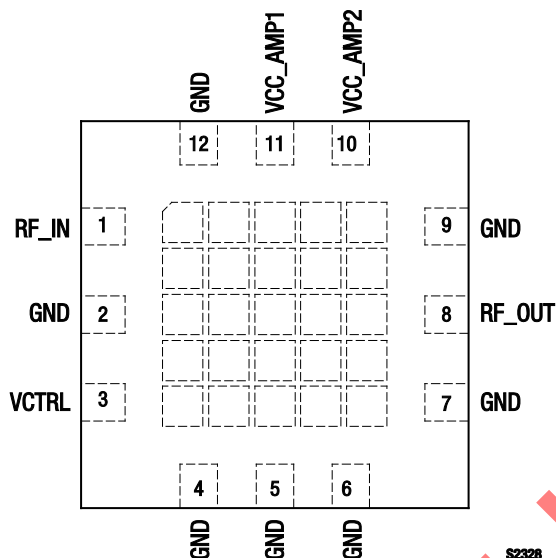 GND
VCC_AMP1
VCC_AMP2
12
11
10
RF_IN
1
9
GND
GND
2
8
RF_OUT
VCTRL
3
7
GND
4
5
6
GND
GND
GND
S2328